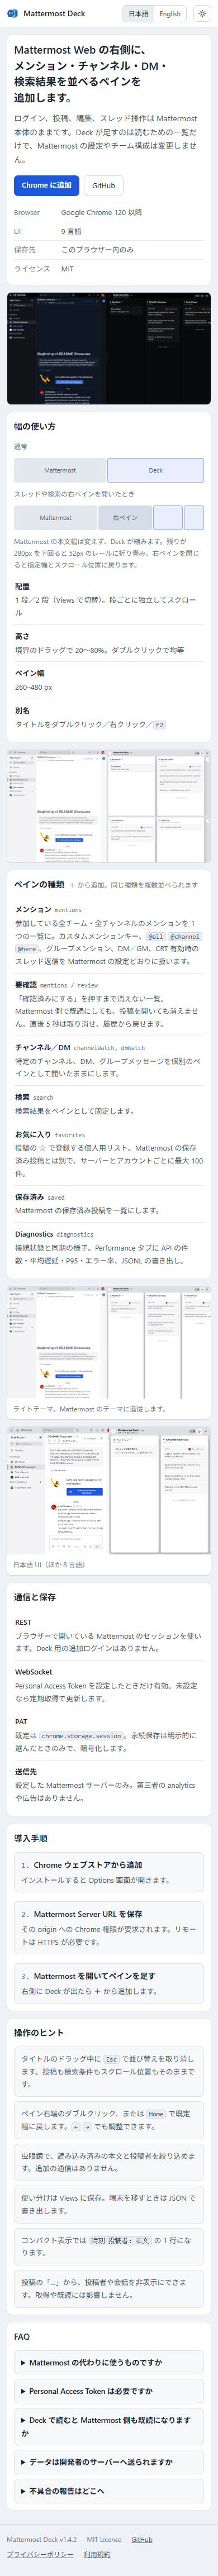 Mattermost Deck
日本語
English
Mattermost Web の右側に、
メンション・チャンネル・DM・
検索結果を並べるペインを
追加します。
ログイン、投稿、編集、スレッド操作は Mattermost
本体のままです。Deck が足すのは読むための一覧だ
けで、Mattermost の設定やチーム構成は変更しませ
ん。
Chrome に追加
GitHub
Browser
Google Chrome 120 以降
UI
9 言語
保存先
このブラウザー内のみ
ライセンス
MIT
幅の使い方
通常
Mattermost
Deck
スレッドや検索の右ペインを開いたとき
Mattermost
右ペイン
Mattermost の本文幅は変えず、Deck が縮みます。残りが
280px を下回ると 52px のレールに折り畳み、右ペインを閉じ
ると指定幅とスクロール位置に戻ります。
配置
1 段／2 段（Views で切替）。段ごとに独立してスクロー
ル
高さ
境界のドラッグで 20〜80%。ダブルクリックで均等
ペイン幅
260–480 px
別名
タイトルをダブルクリック／右クリック／ F2
ペインの種類 ＋ から追加。同じ種類を複数並べられます
メンション mentions
参加している全チーム・全チャンネルのメンションを 1
つの一覧に。カスタムメンションキー、 @all @channel
@here 、グループメンション、DM／GM、CRT 有効時の
スレッド返信を Mattermost の設定どおりに扱います。
要確認 mentions / review
「確認済みにする」を押すまで消えない一覧。
Mattermost 側で既読にしても、投稿を開いても消えませ
ん。直後 5 秒は取り消せ、履歴から戻せます。
チャンネル／DM channelWatch, dmWatch
特定のチャンネル、DM、グループメッセージを個別のペイ
ンとして開いたままにします。
検索 search
検索結果をペインとして固定します。
お気に入り favorites
投稿の ☆ で登録する個人用リスト。Mattermost の保存
済み投稿とは別で、サーバーとアカウントごとに最大 100
件。
保存済み saved
Mattermost の保存済み投稿を一覧にします。
Diagnostics diagnostics
接続状態と同期の様子。Performance タブに API の件
数・平均遅延・P95・エラー率、JSONL の書き出し。
ライトテーマ。Mattermost のテーマに追従します。
日本語 UI（ほか 8 言語）
通信と保存
REST
ブラウザーで開いている Mattermost のセッションを使い
ます。Deck 用の追加ログインはありません。
WebSocket
Personal Access Token を設定したときだけ有効。未設定
なら定期取得で更新します。
PAT
既定は chrome.storage.session 。永続保存は明示的に
選んだときのみで、暗号化します。
送信先
設定した Mattermost サーバーのみ。第三者の analytics
や広告はありません。
導入手順
1. Chrome ウェブストアから追加
インストールすると Options 画面が開きます。
2. Mattermost Server URL を保存
その origin への Chrome 権限が要求されます。リモー
トは HTTPS が必要です。
3. Mattermost を開いてペインを足す
右側に Deck が出たら ＋ から追加します。
操作のヒント
タイトルのドラッグ中に Esc で並び替えを取り消し
ます。投稿も検索条件もスクロール位置もそのままで
す。
ペイン右端のダブルクリック、または Home で既定
幅に戻します。 ← → でも調整できます。
虫眼鏡で、読み込み済みの本文と投稿者を絞り込めま
す。追加の通信はありません。
使い分けは Views に保存。端末を移すときは JSON で
書き出します。
コンパクト表示では 時刻 投稿者: 本文 の 1 行にな
ります。
投稿の「…」から、投稿者や会話を非表示にできま
す。取得や既読には影響しません。
FAQ
▶ Mattermost の代わりに使うものですか
▶ Personal Access Token は必要ですか
▶ Deck で読むと Mattermost 側も既読になります
か
▶ データは開発者のサーバーへ送られますか
▶ 不具合の報告はどこへ
Mattermost Deck v1.4.2
MIT License
GitHub
プライバシーポリシー
利用規約